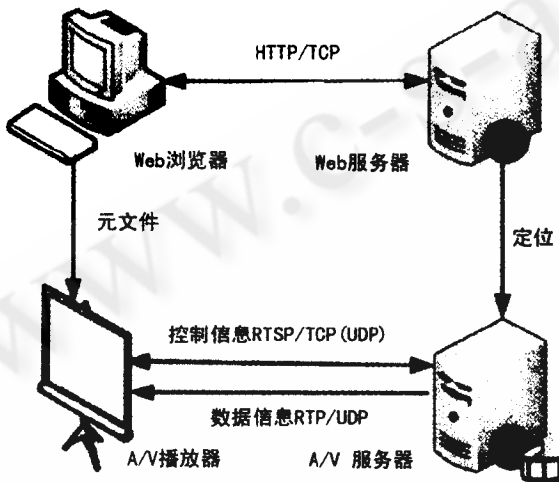 HTTP/TCP
Web浏览器
Web服务器
元文件
定位
控制信息RTSP/TCP(UDP)
数据信息RTP/UDP
A/V播放器
A/V 服务器
www.c-s-a